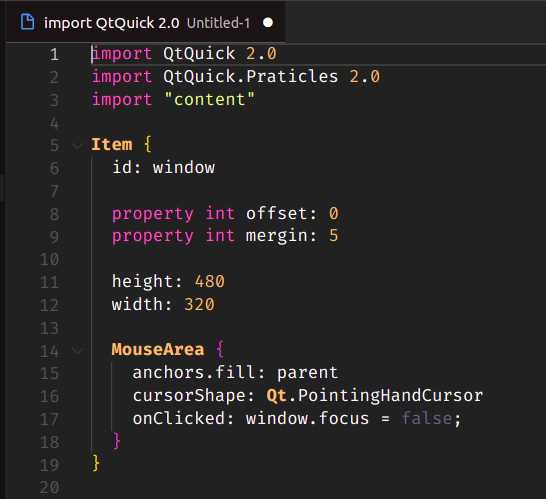 import QtQuick 2.0 Untitled-1
1 import QtQuick 2.0
2 import QtQuick.Praticles 2.0
3 import "content"
4
5 Item {
6 id: window
7
8 property int offset: 0
9 property int mergin: 5
10
11 height: 480
12 width: 320
13
14 MouseArea {
15 anchors.fill: parent
16 cursorShape: Qt.PointingHandCursor
17 onClicked: window.focus = false;
18 }
19 }
20